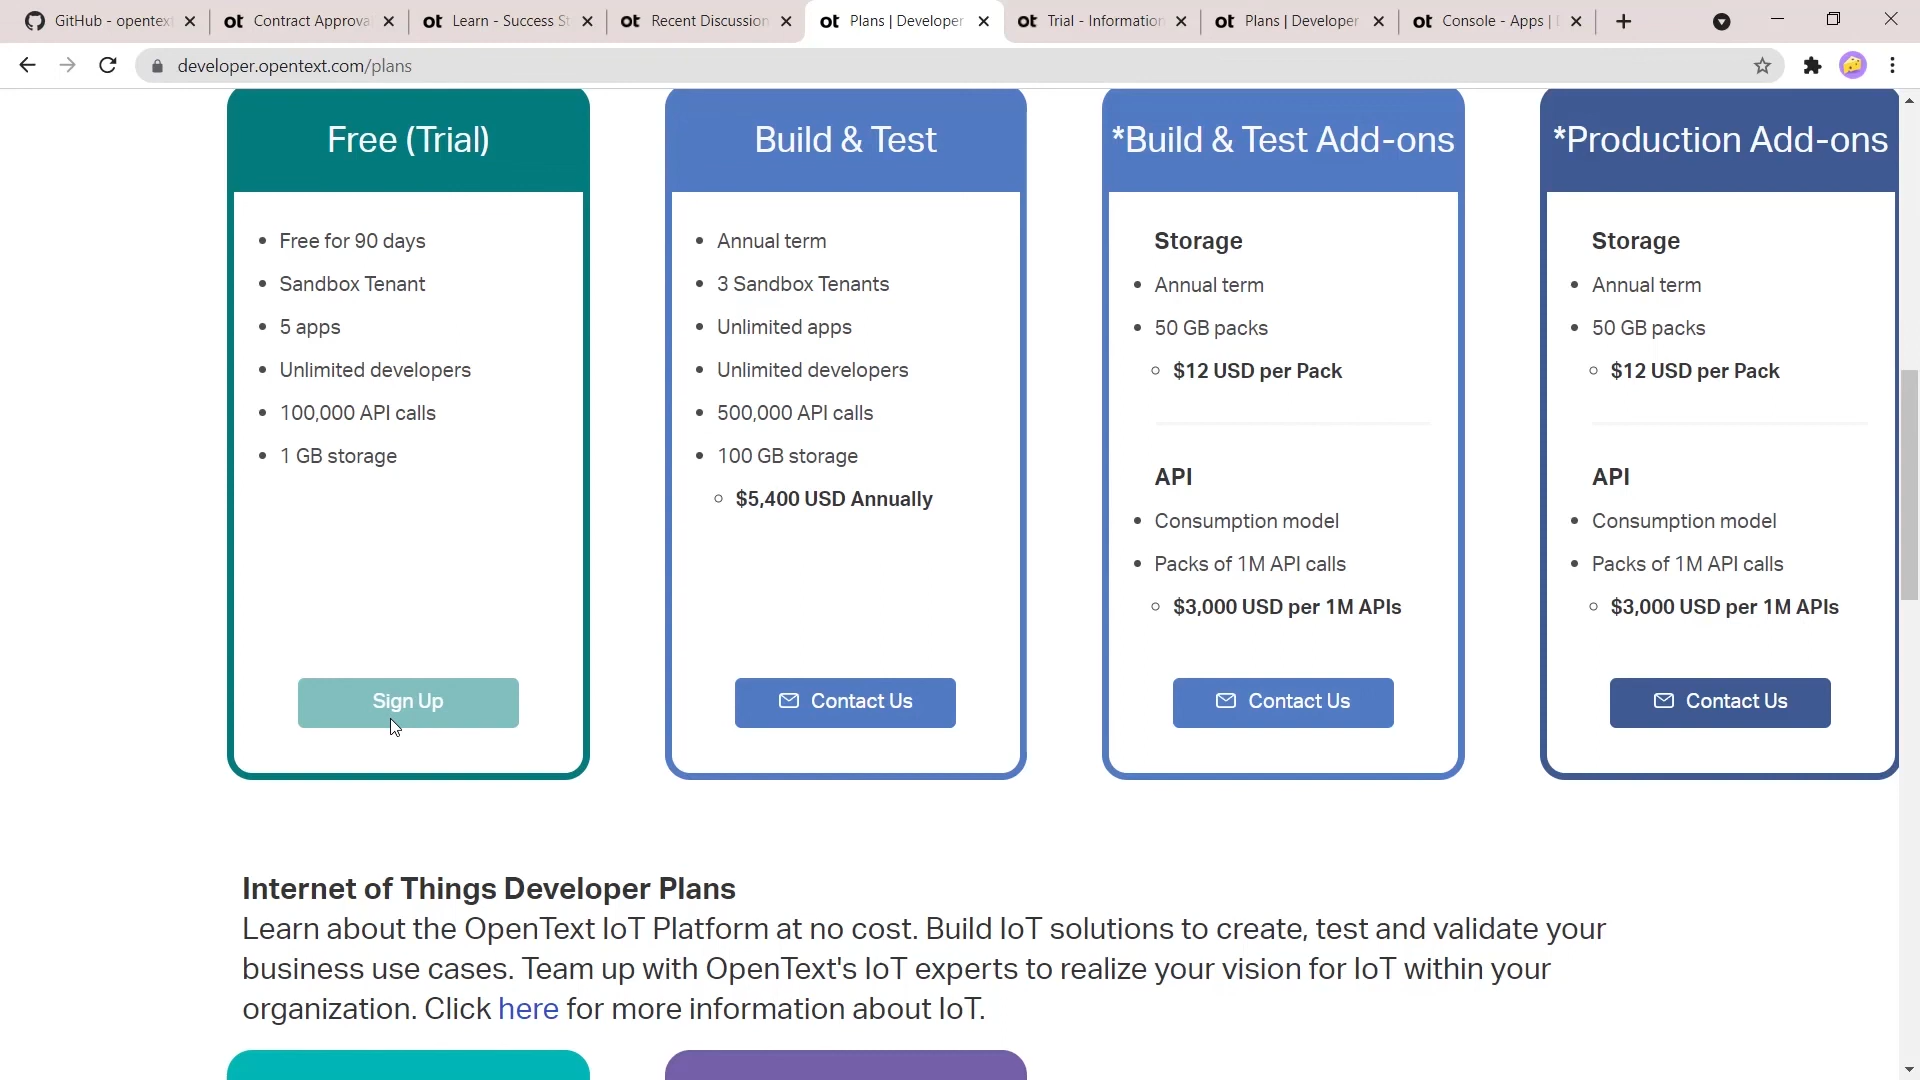 GitHub - opentext
ot Contract Approva
ot Learn - Success St
ot Recent Discussion
ot Plans | Developer
ot Trial - Information
ot Plans | Developer
ot Console - Apps |
developer.opentext.com/plans
Free (Trial)
Free for 90 days
Sandbox Tenant
5 apps
Unlimited developers
100,000 API calls
1 GB storage
Sign Up
Build & Test
Annual term
3 Sandbox Tenants
Unlimited apps
Unlimited developers
500,000 API calls
100 GB storage
$5,400 USD Annually
Contact Us
*Build & Test Add-ons
Storage
Annual term
50 GB packs
$12 USD per Pack
API
Consumption model
Packs of 1M API calls
$3,000 USD per 1M APIs
Contact Us
*Production Add-ons
Storage
Annual term
50 GB packs
$12 USD per Pack
API
Consumption model
Packs of 1M API calls
$3,000 USD per 1M APIs
Contact Us
Internet of Things Developer Plans
Learn about the OpenText IoT Platform at no cost. Build IoT solutions to create, test and validate your
business use cases. Team up with OpenText's IoT experts to realize your vision for IoT within your
organization. Click here for more information about IoT.